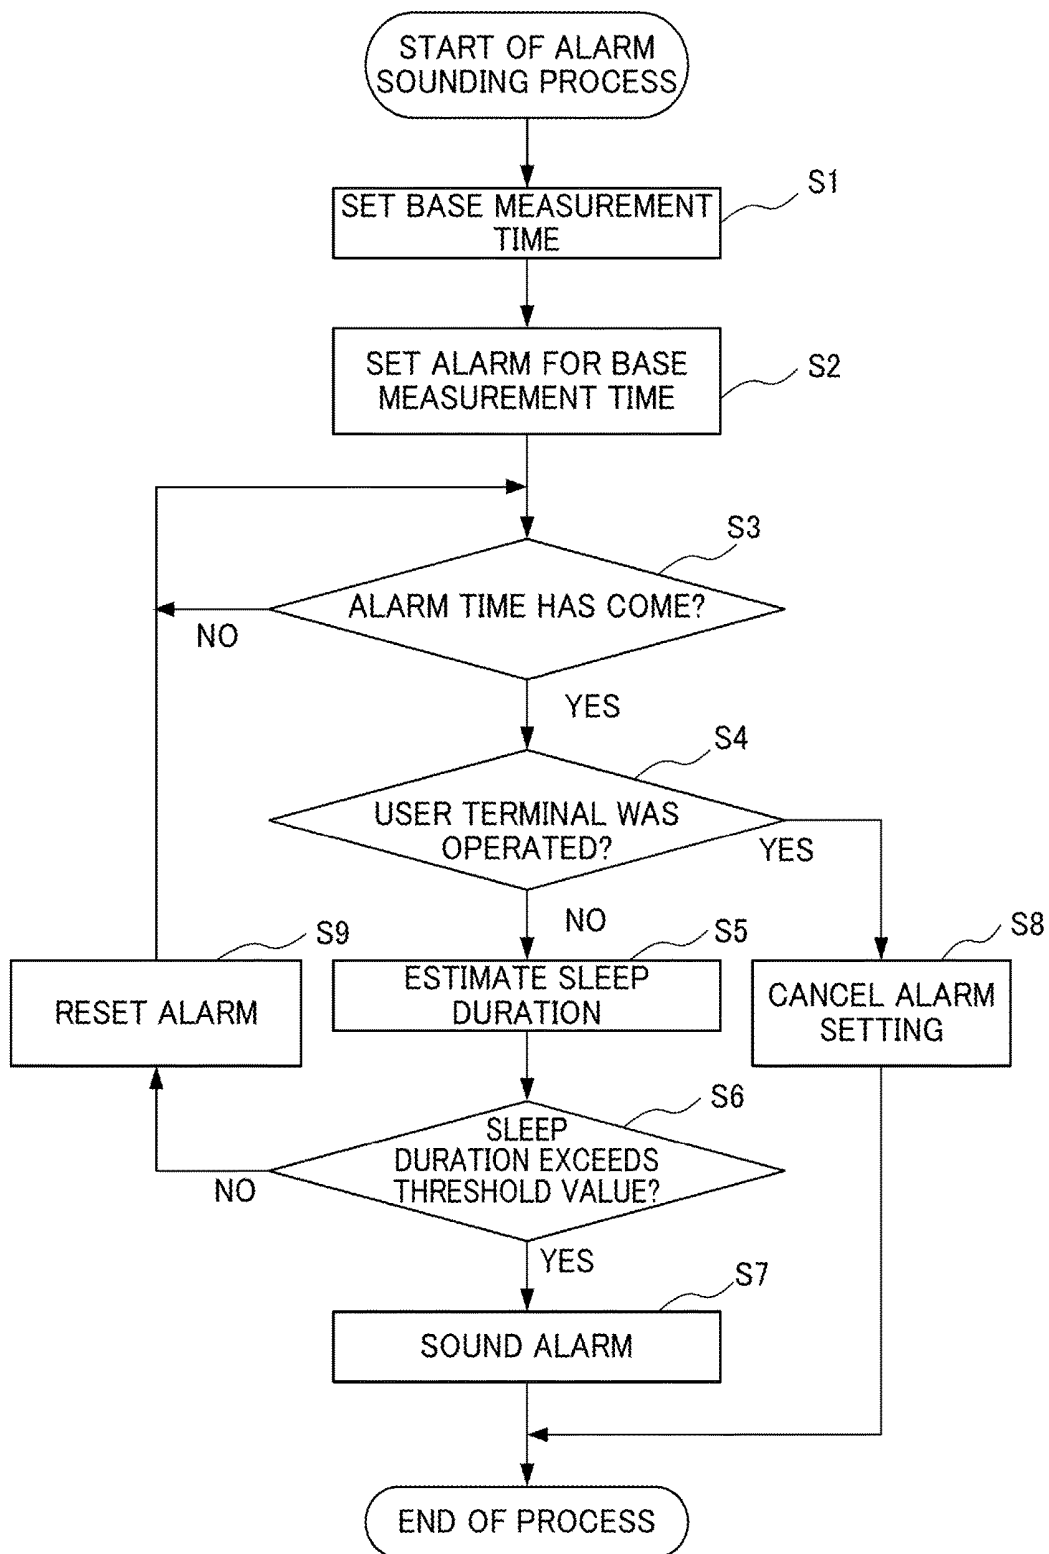 START OF ALARM
SOUNDING PROCESS
S1
SET BASE MEASUREMENT
TIME
S2
SET ALARM FOR BASE
MEASUREMENT TIME
S3
ALARM TIME HAS COME?
NO
YES
S4
USER TERMINAL WAS
OPERATED?
YES
NO
S9
RESET ALARM
S5
ESTIMATE SLEEP
DURATION
S8
CANCEL ALARM
SETTING
S6
SLEEP
DURATION EXCEEDS
THRESHOLD VALUE?
NO
YES
S7
SOUND ALARM
END OF PROCESS